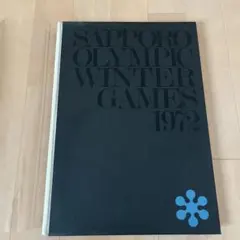 SAPPORO
OLYMPIC
WINTER
GAMES
1972